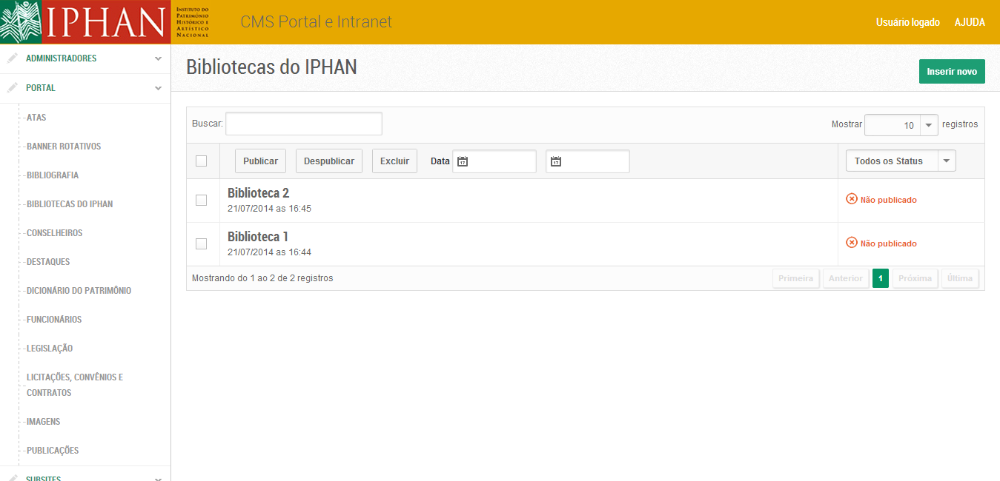 IPHAN
INSTITUTO DO
PATRIMÔNIO
HISTÓRICO E
ARTÍSTICO
NACIONAL
CMS Portal e Intranet
Usuário logado
AJUDA
ADMINISTRADORES
PORTAL
ATAS
BANNER ROTATIVOS
BIBLIOGRAFIA
BIBLIOTECAS DO IPHAN
CONSELHEIROS
DESTAQUES
DICIONÁRIO DO PATRIMÔNIO
FUNCIONÁRIOS
LEGISLAÇÃO
LICITAÇÕES, CONVÊNIOS E
CONTRATOS
IMAGENS
PUBLICAÇÕES
SUBSITES
Bibliotecas do IPHAN
Inserir novo
Buscar:
Mostrar 10 registros
Publicar Despublicar Excluir Data 17 17 Todos os Status
Biblioteca 2
21/07/2014 as 16:45
Não publicado
Biblioteca 1
21/07/2014 as 16:44
Não publicado
Mostrando do 1 ao 2 de 2 registros
Primeira Anterior 1 Próxima Última